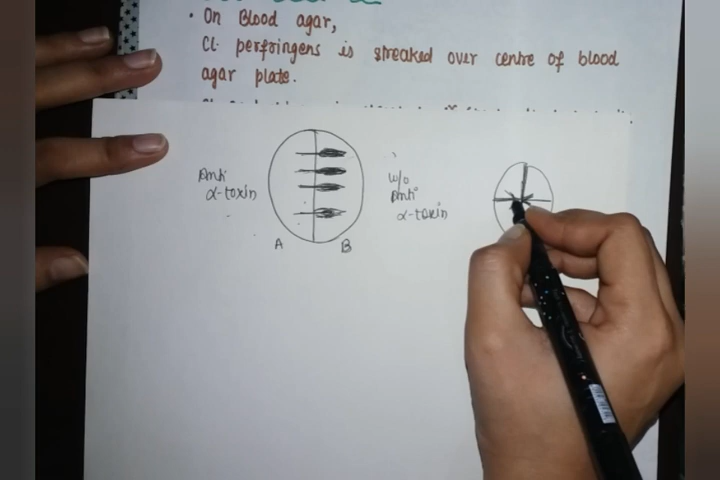 • On Blood agar,
Cl. perfringens is streaked over centre of blood
agar plate.
Anti
α-toxin
w/o
Anti
α-toxin
A
B